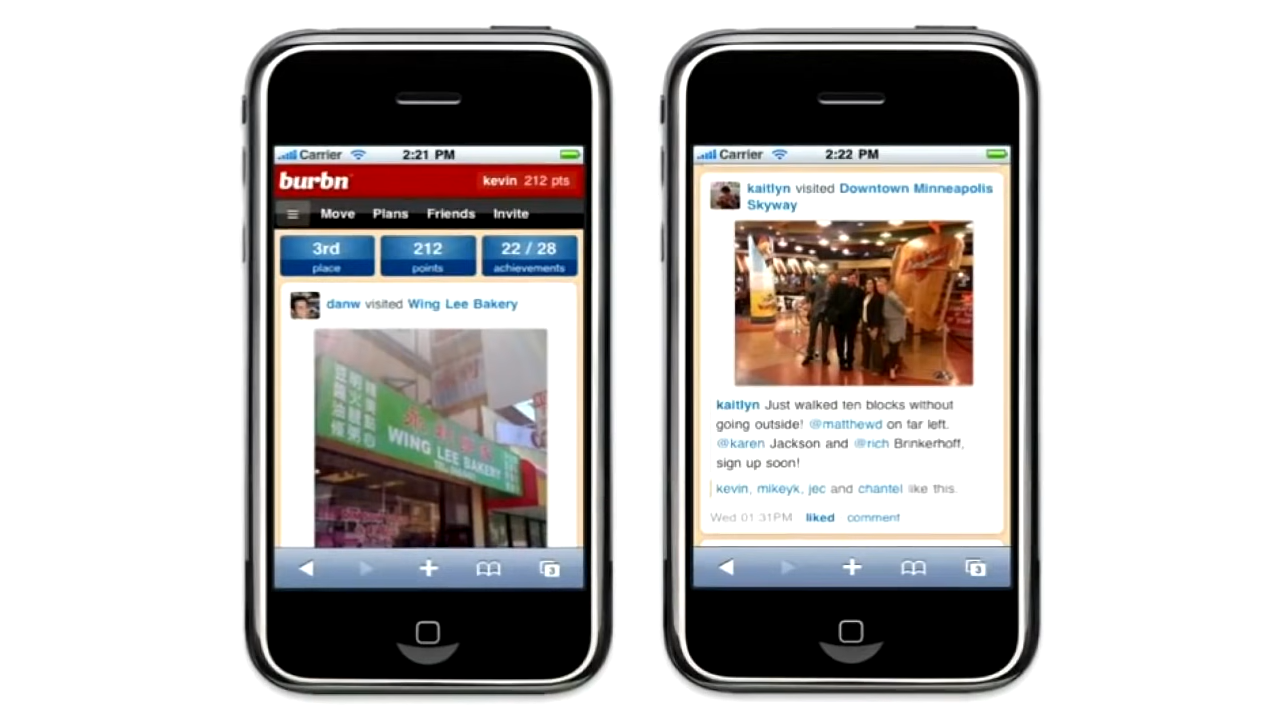 Carrier 2:21 PM
burbn kevin 212 pts
Move Plans Friends Invite
3rd 212 22 / 28
place points achievements
danw visited Wing Lee Bakery
WING LEE BAKERY
3
Carrier 2:22 PM
kaitlyn visited Downtown Minneapolis
Skyway
kaitlyn Just walked ten blocks without
going outside! @matthewd on far left.
@karen Jackson and @rich Brinkerhoff,
sign up soon!
kevin, mikeyk, jec and chantel like this.
Wed 01:31PM liked comment
3